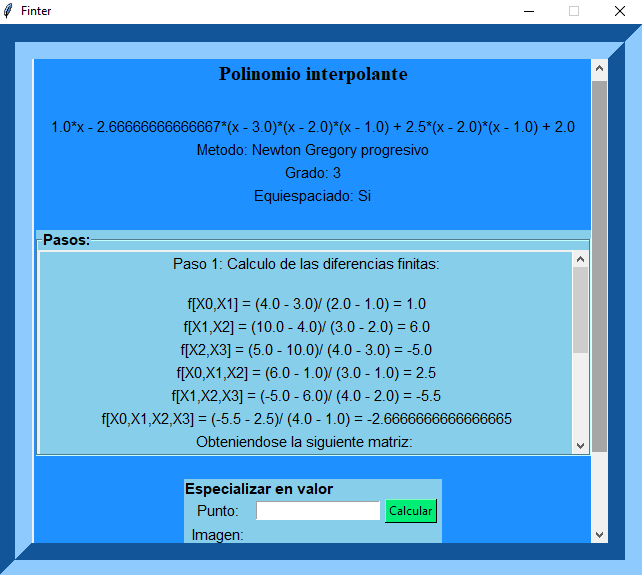 Finter
Polinomio interpolante
1.0*x - 2.66666666666667*(x - 3.0)*(x - 2.0)*(x - 1.0) + 2.5*(x - 2.0)*(x - 1.0) + 2.0
Metodo: Newton Gregory progresivo
Grado: 3
Equiespaciado: Si
Pasos:
Paso 1: Calculo de las diferencias finitas:
f[X0,X1] = (4.0 - 3.0)/ (2.0 - 1.0) = 1.0
f[X1,X2] = (10.0 - 4.0)/ (3.0 - 2.0) = 6.0
f[X2,X3] = (5.0 - 10.0)/ (4.0 - 3.0) = -5.0
f[X0,X1,X2] = (6.0 - 1.0)/ (3.0 - 1.0) = 2.5
f[X1,X2,X3] = (-5.0 - 6.0)/ (4.0 - 2.0) = -5.5
f[X0,X1,X2,X3] = (-5.5 - 2.5)/ (4.0 - 1.0) = -2.6666666666666665
Obteniendose la siguiente matriz:
Especializar en valor
Punto: Calcular
Imagen: